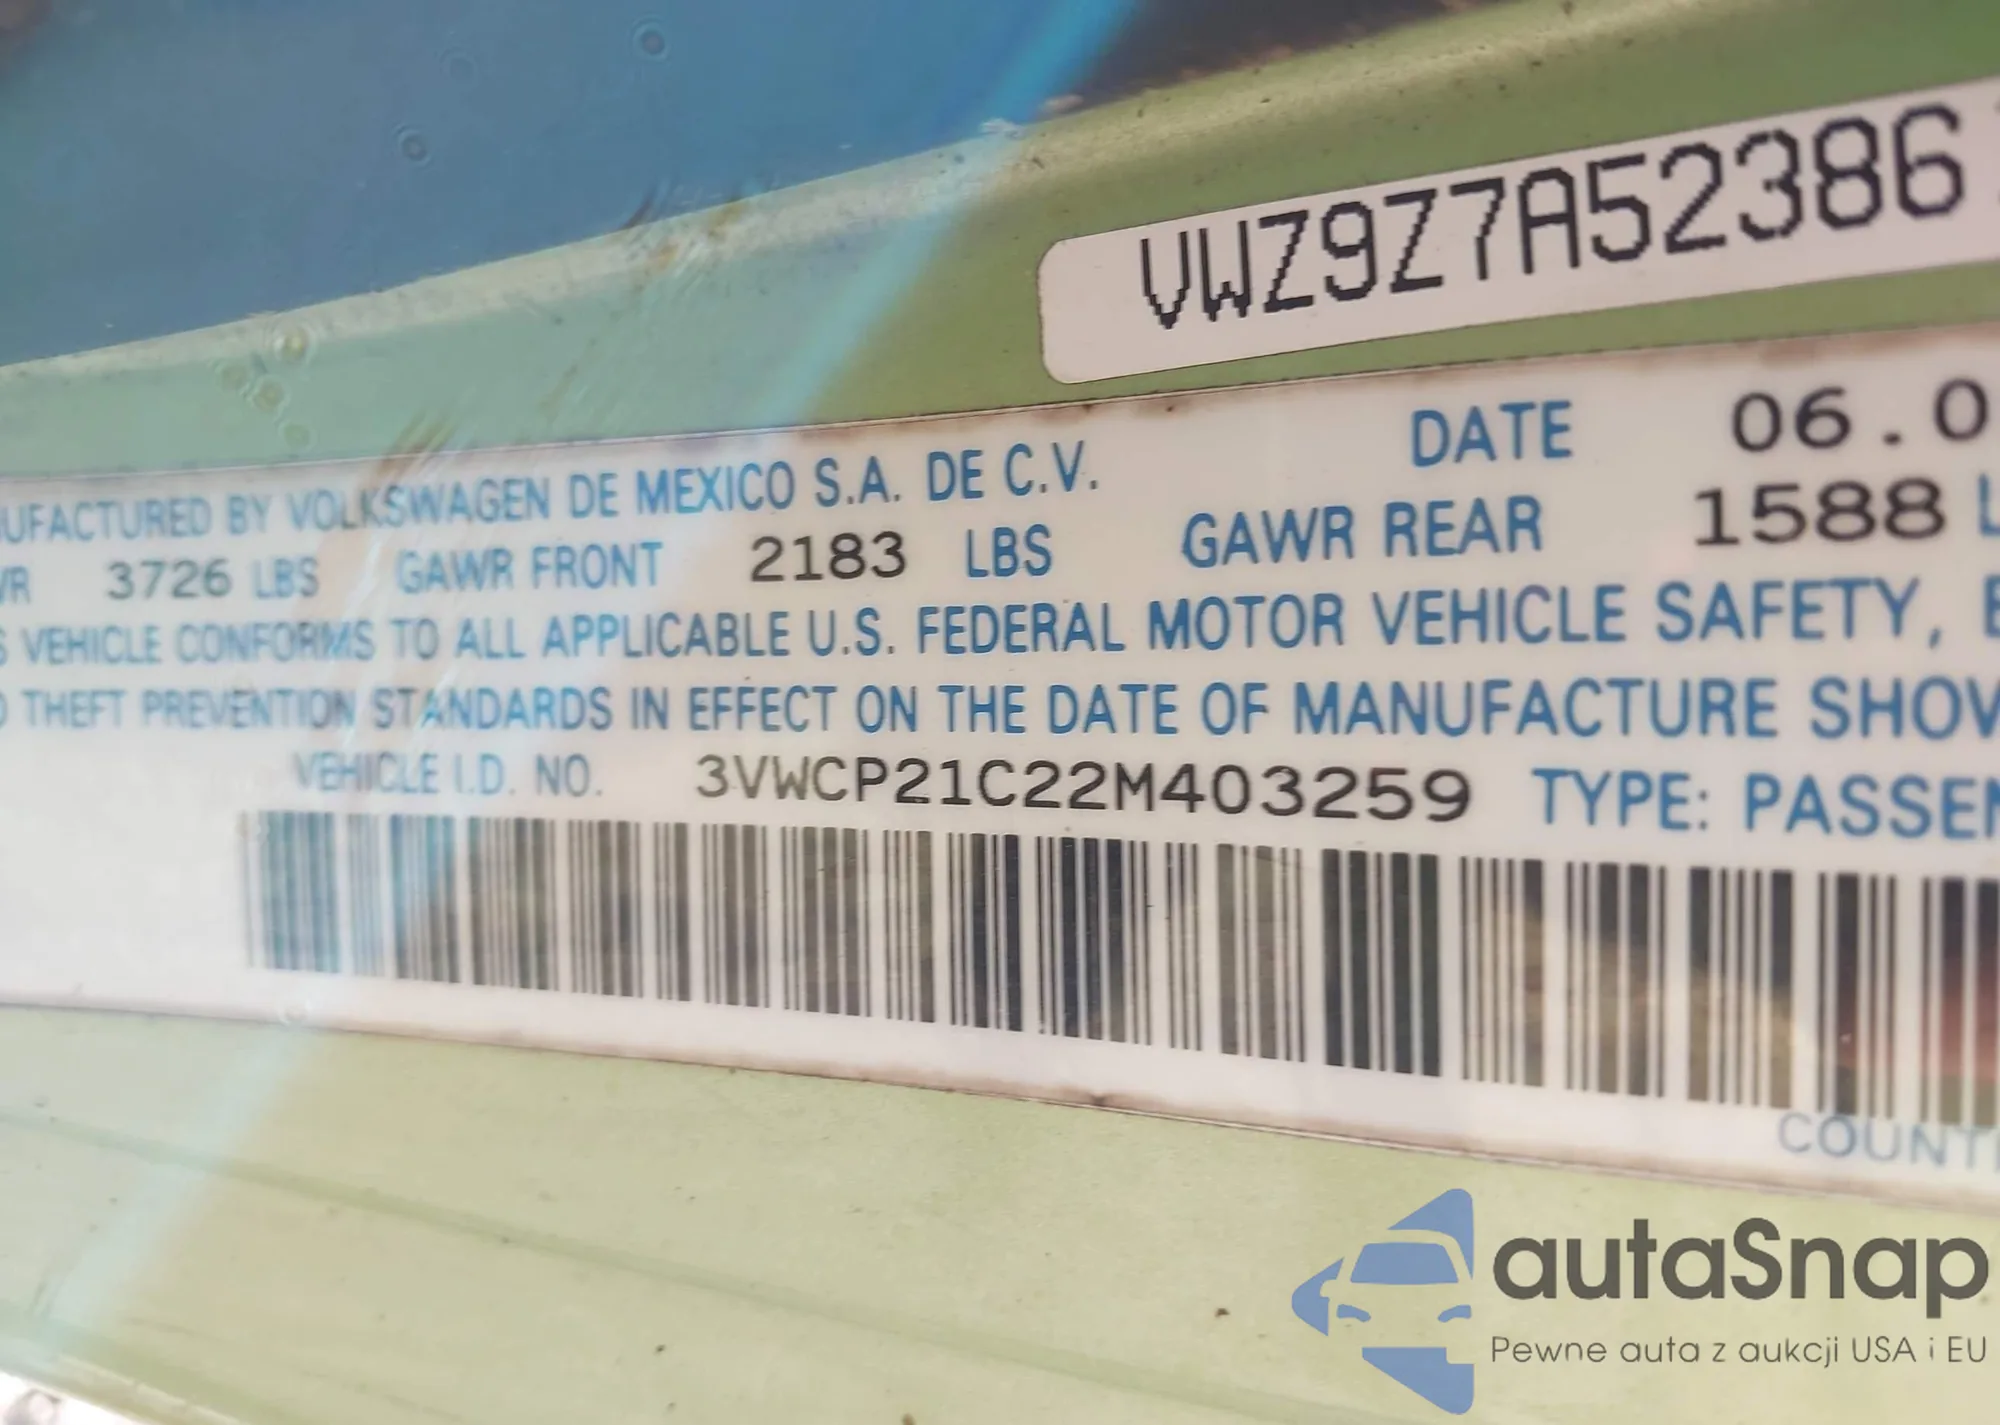 VWZ9Z7A52386
DATE 06.0
UFACTURED BY VOLKSWAGEN DE MEXICO S.A. DE C.V.
VR 3726 LBS GAWR FRONT 2183 LBS GAWR REAR 1588 L
S VEHICLE CONFORMS TO ALL APPLICABLE U.S. FEDERAL MOTOR VEHICLE SAFETY,
THEFT PREVENTION STANDARDS IN EFFECT ON THE DATE OF MANUFACTURE SHOW
VEHICLE I.D. NO. 3VWCP21C22M403259 TYPE: PASSEN
COUNT
autaSnap
Pewne auta z aukcji USA i EU